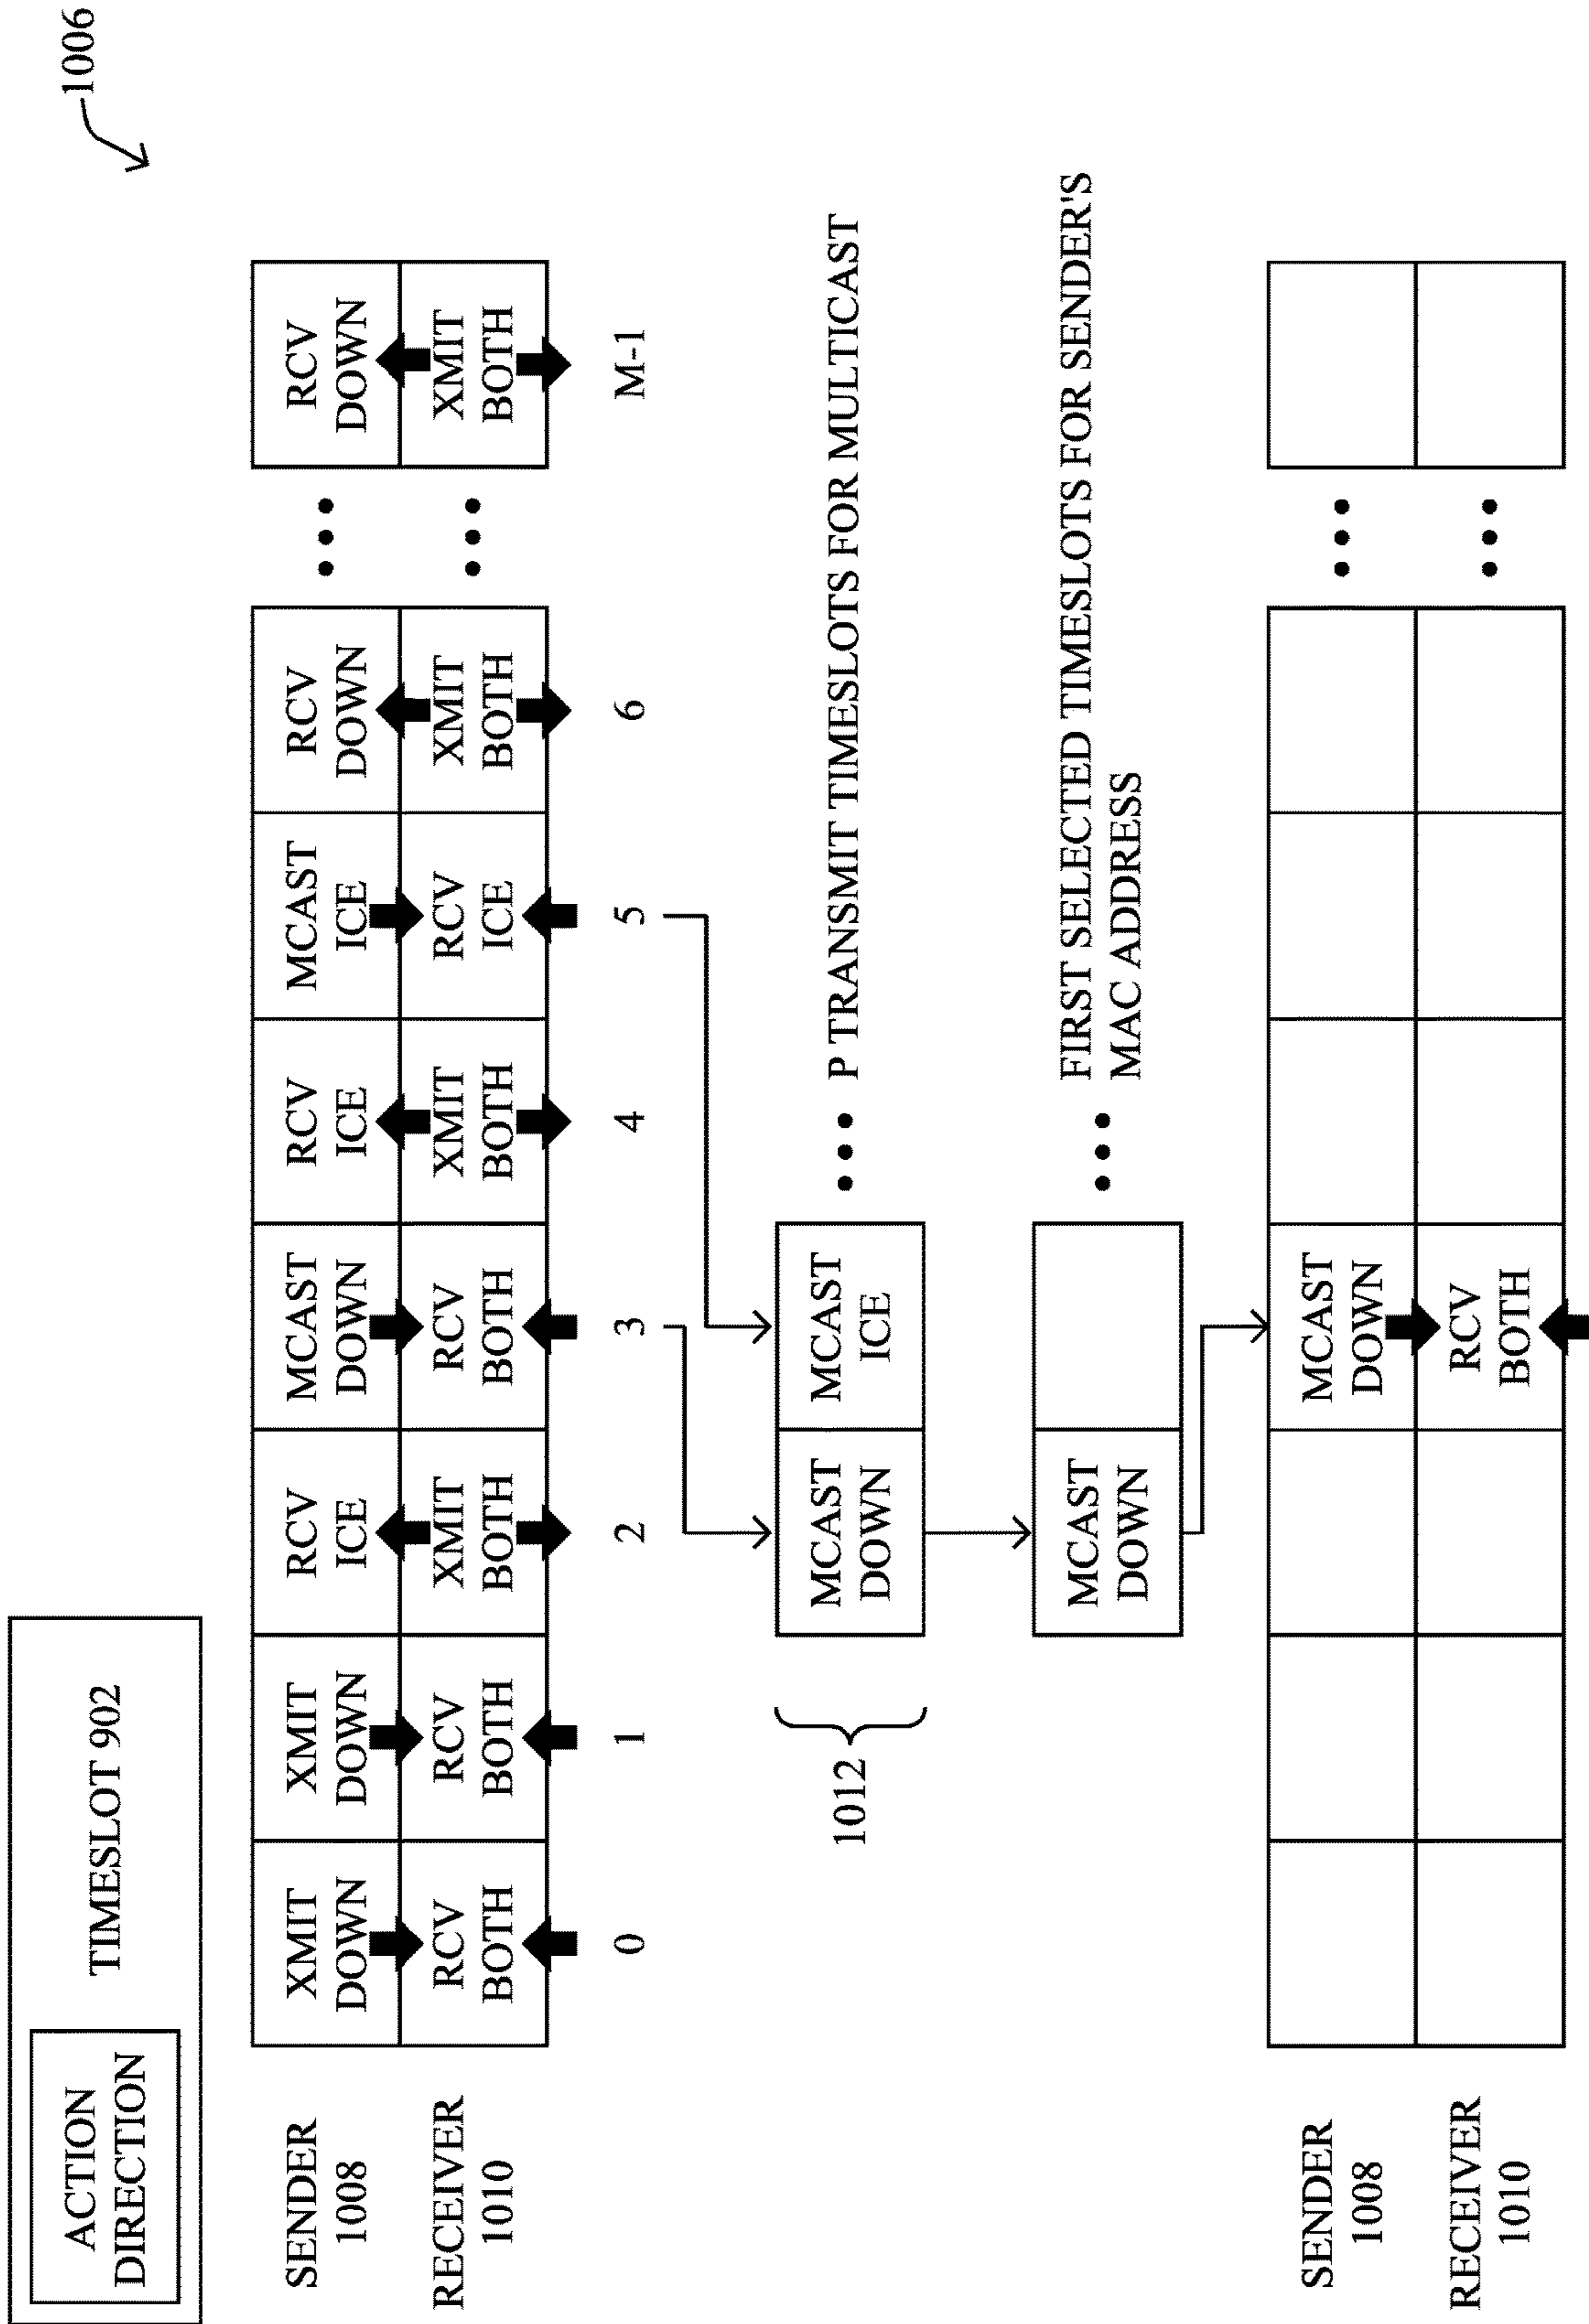 1006
ACTION
DIRECTION
TIMESLOT 902
SENDER
1008
XMIT
DOWN
XMIT
DOWN
RCV
ICE
MCAST
DOWN
RCV
ICE
MCAST
ICE
RCV
DOWN
RCV
DOWN
RECEIVER
1010
RCV
BOTH
RCV
BOTH
XMIT
BOTH
RCV
BOTH
XMIT
BOTH
RCV
ICE
XMIT
BOTH
XMIT
BOTH
0 1 2 3 4 5 6 M-1
1012
MCAST
DOWN
MCAST
ICE
P TRANSMIT TIMESLOTS FOR MULTICAST
MCAST
DOWN
FIRST SELECTED TIMESLOTS FOR SENDER'S
MAC ADDRESS
SENDER
1008
MCAST
DOWN
RECEIVER
1010
RCV
BOTH